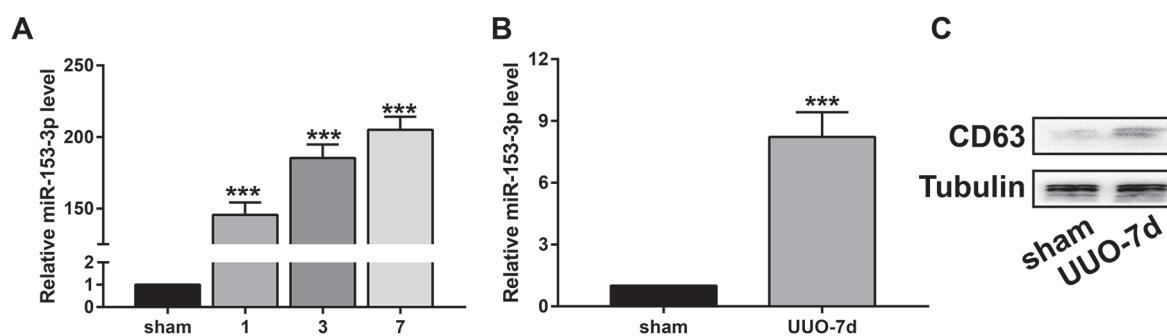 A
Relative miR-153-3p level
250
200
150
2
1
0
***
***
***
sham 1 3 7
B
Relative miR-153-3p level
12
9
6
3
0
***
sham UUO-7d
C
CD63
Tubulin
sham
UUO-7d